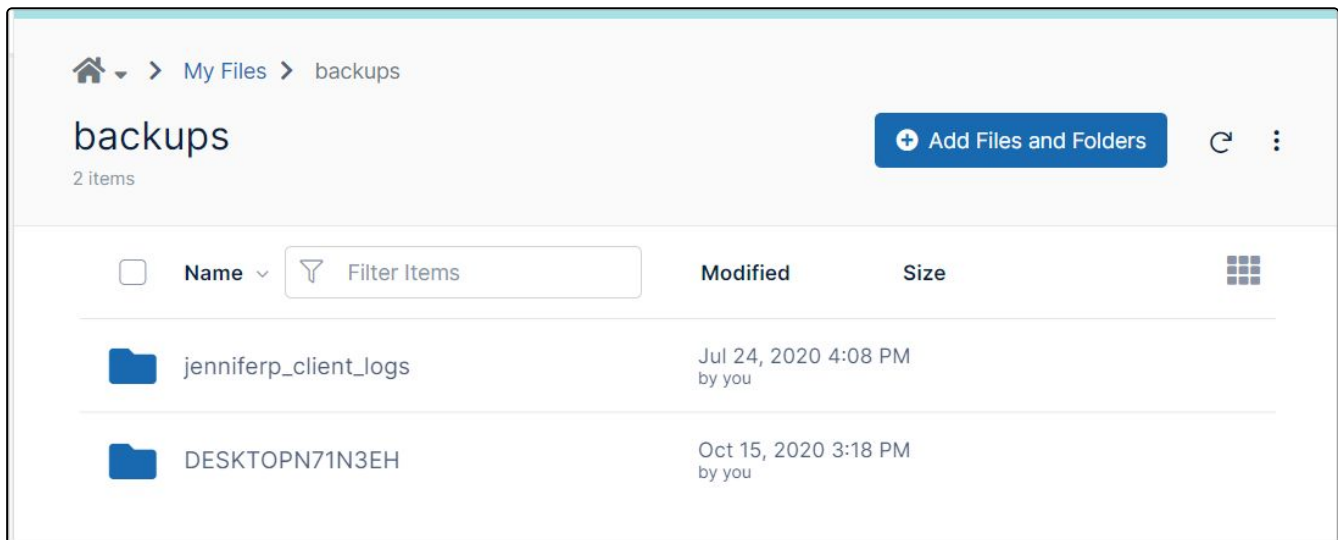 My Files backups
backups
Add Files and Folders
2 items
Name Filter Items Modified Size
jenniferp_client_logs Jul 24, 2020 4:08 PM
by you
DESKTOPN71N3EH Oct 15, 2020 3:18 PM
by you